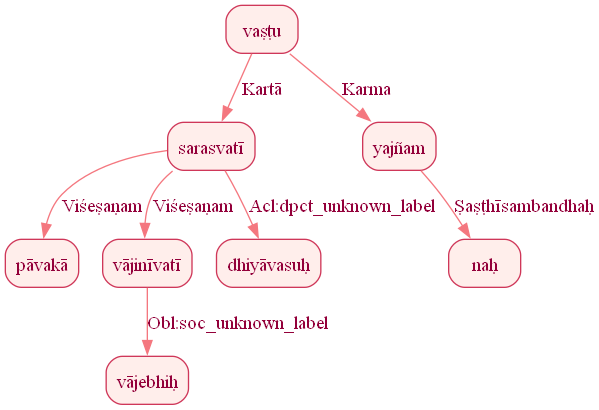 vaṣṭu
Kartā Karma
sarasvatī yajñam
Viśeṣaṇam Viśeṣaṇam Acl:dpct_unknown_label Ṣaṣṭhīsambandhaḥ
pāvakā vājinīvatī dhiyāvasuḥ naḥ
Obl:soc_unknown_label
vājebhiḥ